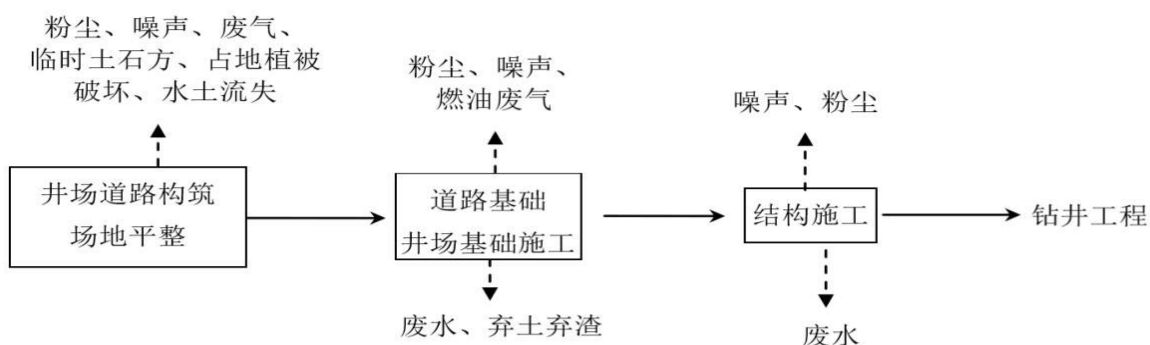 粉尘、噪声、废气、
临时土石方、占地植被
破坏、水土流失
井场道路构筑
场地平整
粉尘、噪声、
燃油废气
道路基础
井场基础施工
废水、弃土弃渣
噪声、粉尘
结构施工
废水
钻井工程